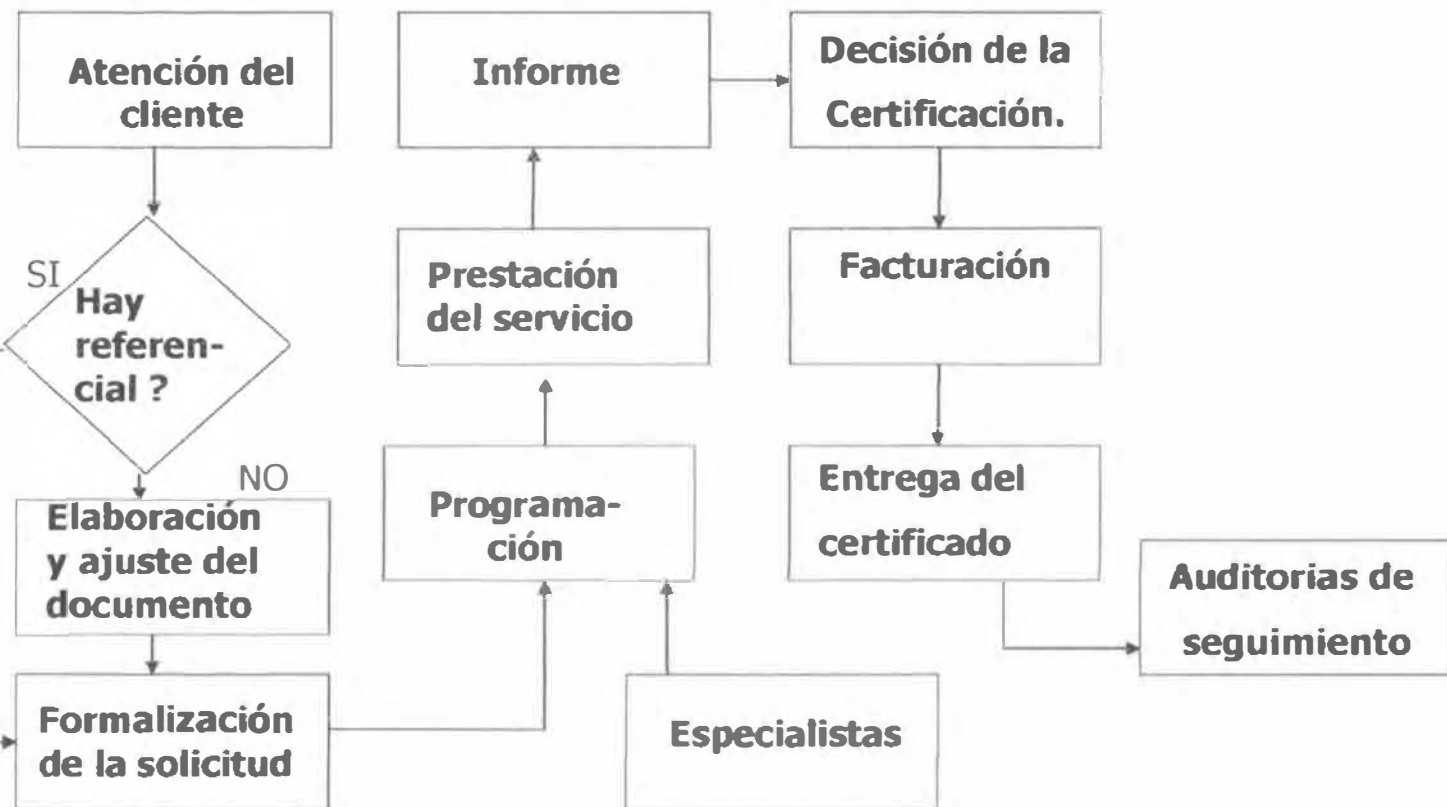 Atención del
cliente
SI
Hay
referen-
cial ?
NO
Elaboración
y ajuste del
documento
Formalización
de la solicitud
Informe
Prestación
del servicio
Programa-
ción
Especialistas
Decisión de la
Certificación.
Facturación
Entrega del
certificado
Auditorias de
seguimiento